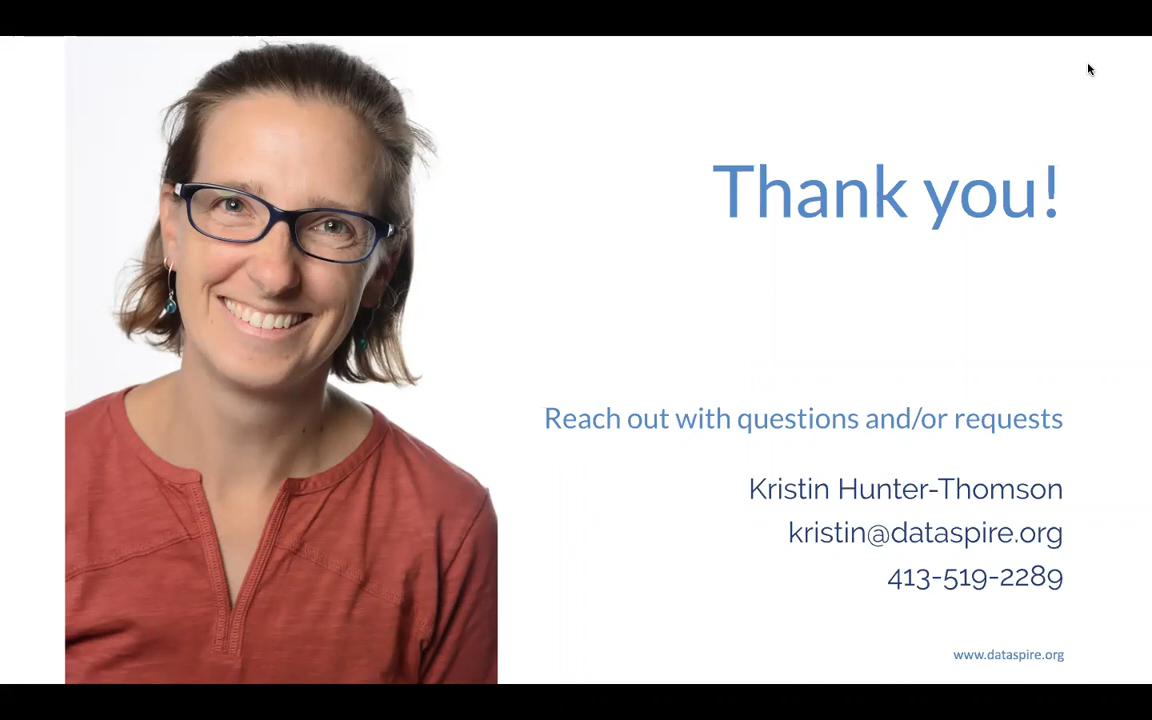 Thank you!
Reach out with questions and/or requests
Kristin Hunter-Thomson
kristin@dataspire.org
413-519-2289
www.dataspire.org